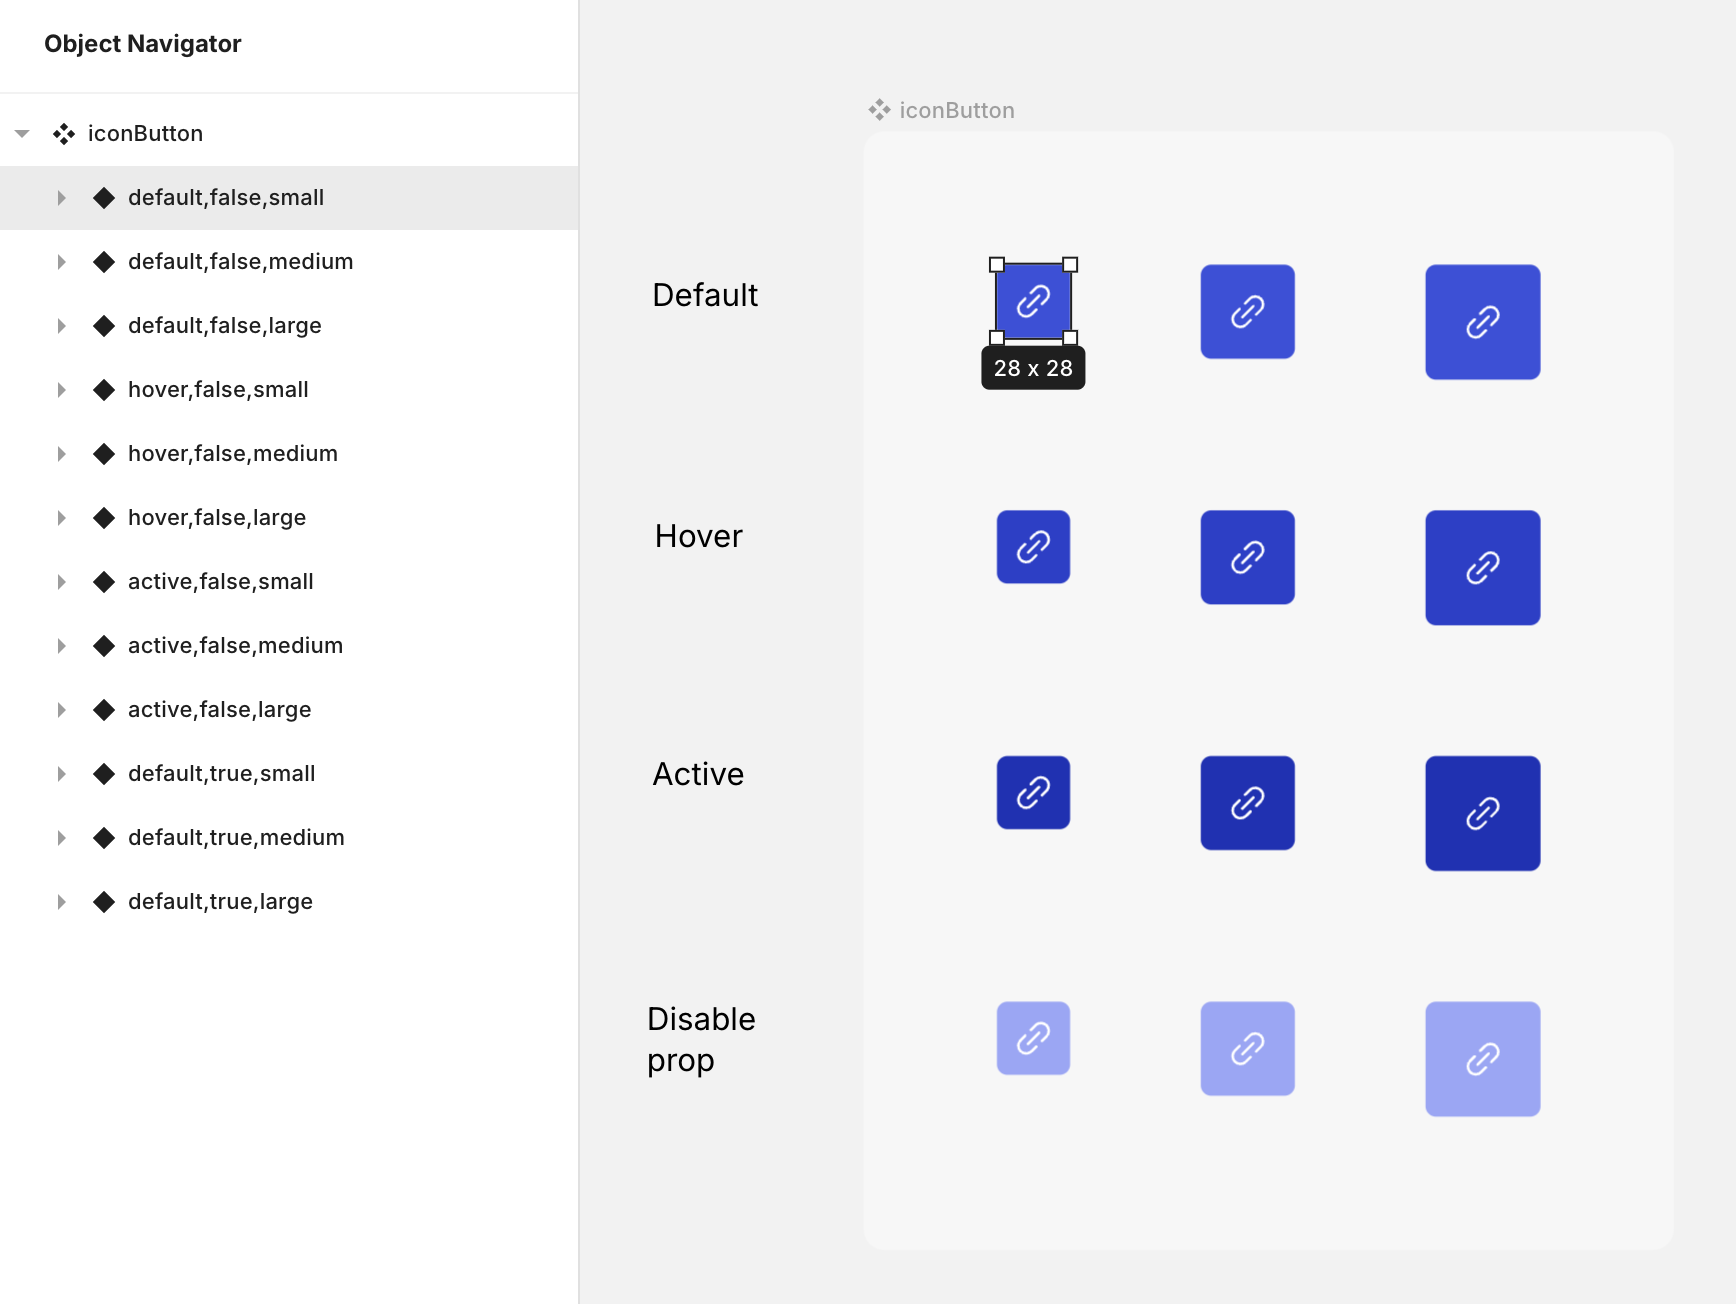 Object Navigator
iconButton
default,false,small
default,false,medium
default,false,large
hover,false,small
hover,false,medium
hover,false,large
active,false,small
active,false,medium
active,false,large
default,true,small
default,true,medium
default,true,large
iconButton
Default
28 x 28
Hover
Active
Disable
prop